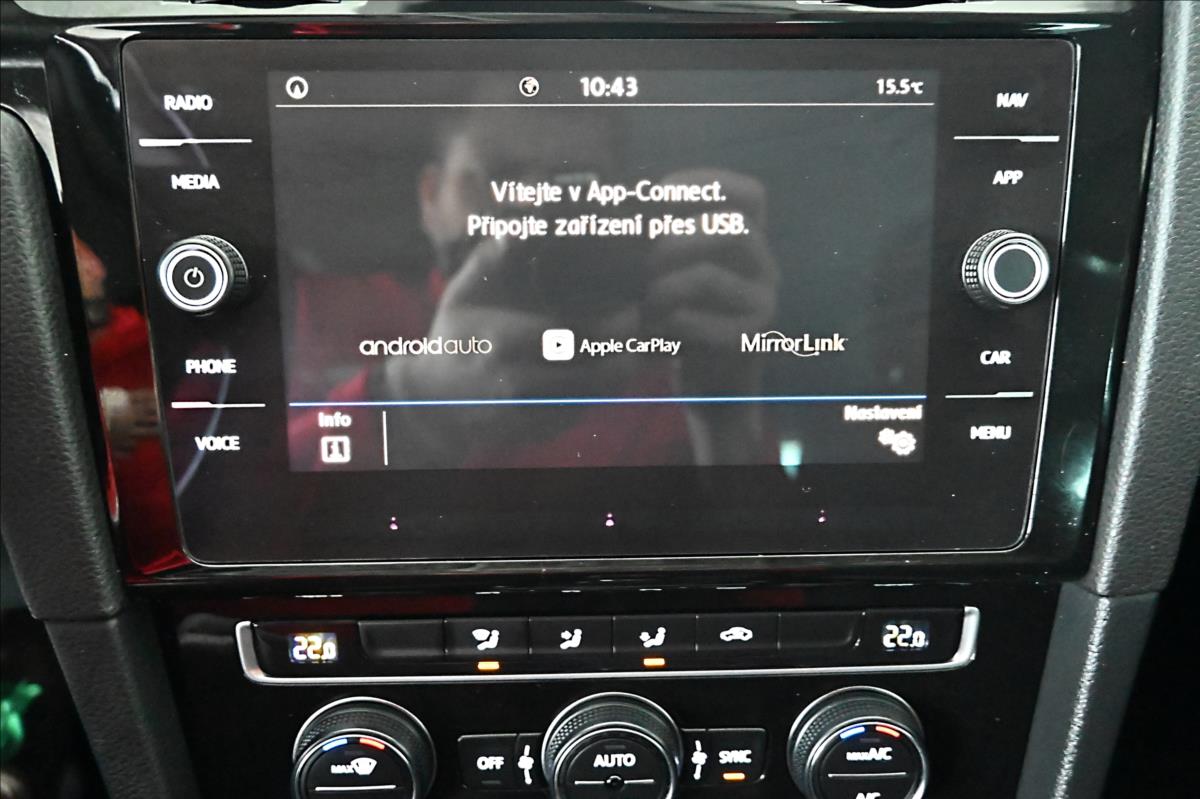 RADIO
10:43
15.5°C
NAV
MEDIA
APP
Vítejte v App-Connect.
Připojte zařízení přes USB.
androidauto
Apple CarPlay
MirrorLink
PHONE
CAR
Info
Nastavení
VOICE
MENU
22.0
22.0
MAX
OFF
AUTO
SYNC
MAX A/C
A/C